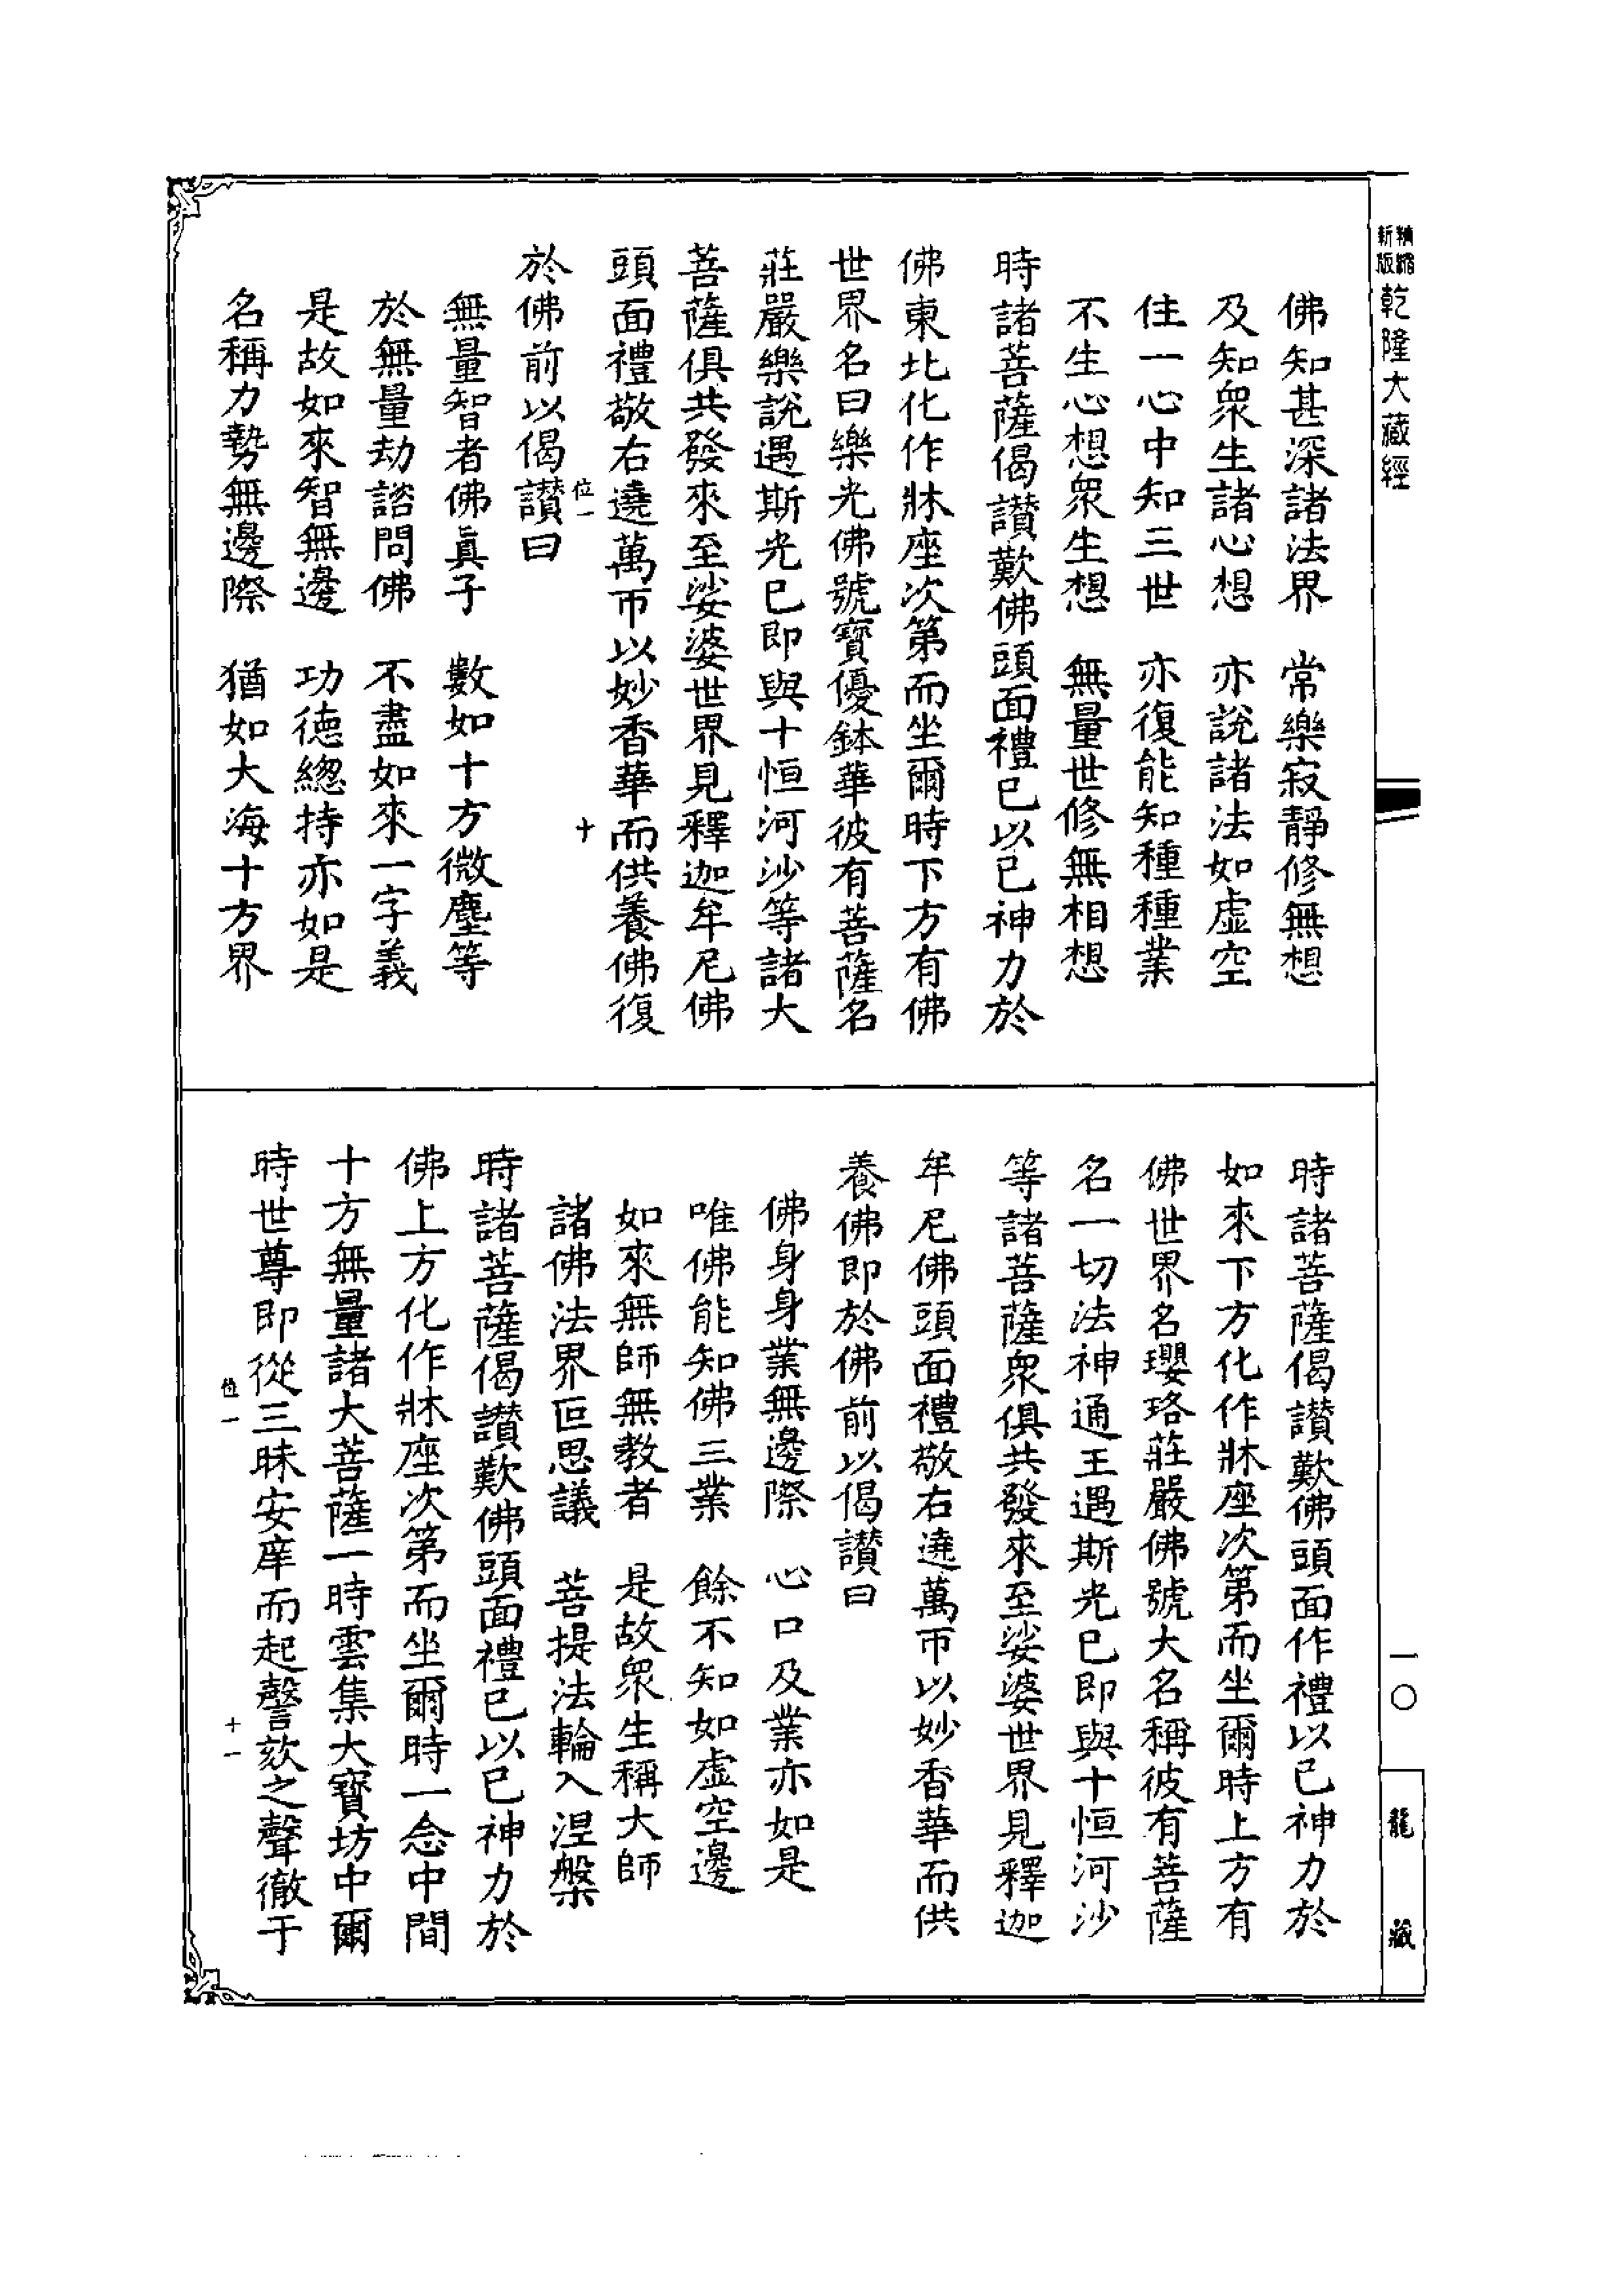 精縮新版乾隆大藏經
佛知甚深諸法界　常樂寂靜修無想
及知衆生諸心想　亦說諸法如虛空
住一心中知三世　亦復能知種種業
不生心想衆生想　無量世修無相想
時諸菩薩偈讚歎佛頭面禮已以已神力於
佛東北化作牀座次第而坐爾時下方有佛
世界名曰樂光佛號寶優鉢華彼有菩薩名
莊嚴樂說遇斯光已即與十恒河沙等諸大
菩薩俱共發來至娑婆世界見釋迦牟尼佛
頭面禮敬右遶萬帀以妙香華而供養佛復
位一　十
於佛前以偈讚曰
無量智者佛眞子　數如十方微塵等
於無量劫諮問佛　不盡如來一字義
是故如來智無邊　功德總持亦如是
名稱力勢無邊際　猶如大海十方界
時諸菩薩偈讚歎佛頭面作禮以已神力於
如來下方化作牀座次第而坐爾時上方有
佛世界名瓔珞莊嚴佛號大名稱彼有菩薩
名一切法神通王遇斯光已即與十恒河沙
等諸菩薩衆俱共發來至娑婆世界見釋迦
牟尼佛頭面禮敬右遶萬帀以妙香華而供
養佛即於佛前以偈讚曰
佛身身業無邊際　心口及業亦如是
唯佛能知佛三業　餘不知如虛空邊
如來無師無教者　是故衆生稱大師
諸佛法界叵思議　菩提法輪入涅槃
時諸菩薩偈讚歎佛頭面禮已以已神力於
佛上方化作牀座次第而坐爾時一念中間
十方無量諸大菩薩一時雲集大寶坊中爾
時世尊即從三昧安庠而起謦欬之聲徹于
位一　十一
一〇
龍藏